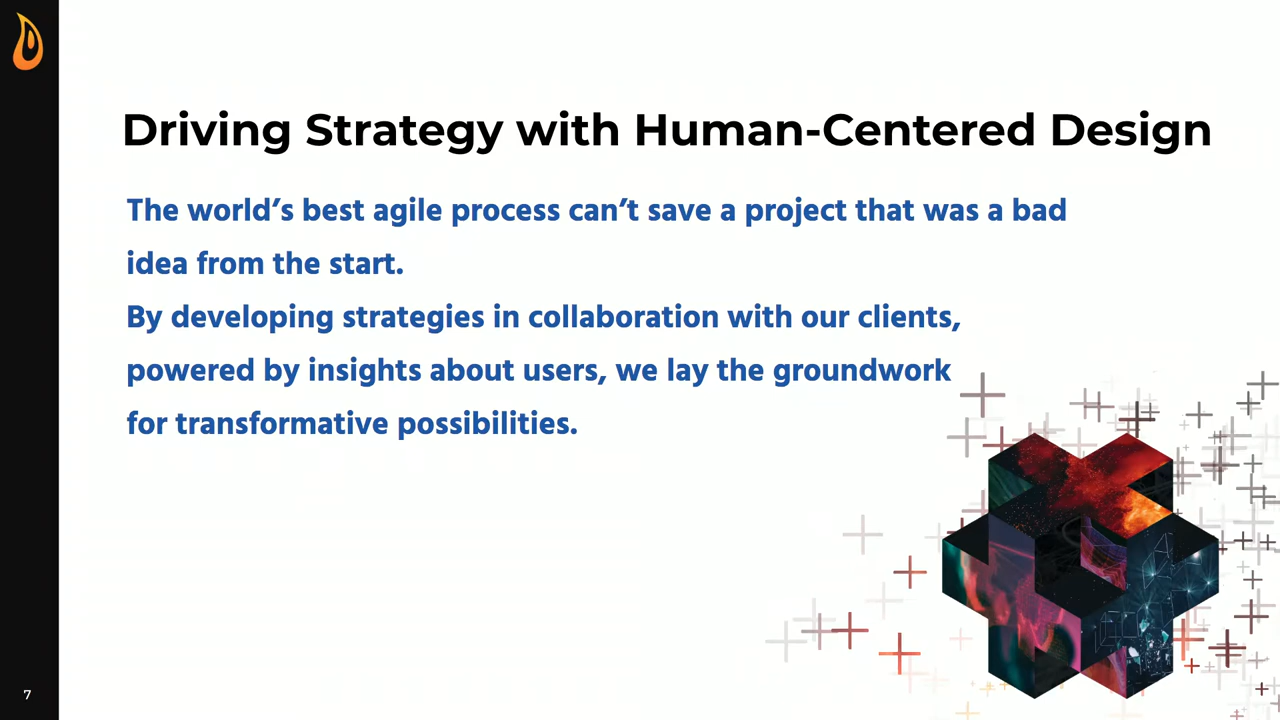 Driving Strategy with Human-Centered Design
The world’s best agile process can’t save a project that was a bad
idea from the start.
By developing strategies in collaboration with our clients,
powered by insights about users, we lay the groundwork
for transformative possibilities.
7